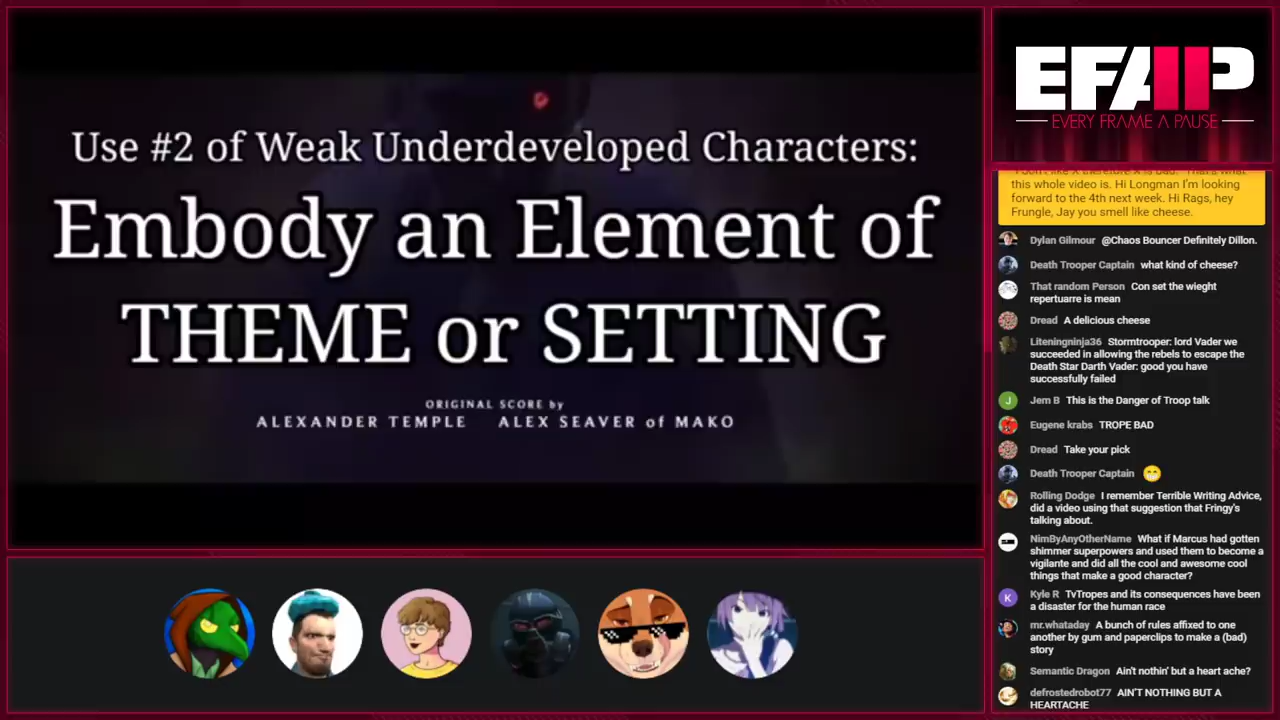 Use #2 of Weak Underdeveloped Characters:
Embody an Element of
THEME or SETTING
ORIGINAL SCORE by
ALEXANDER TEMPLE ALEX SEAVER of MAKO
EFAP
EVERY FRAME A PAUSE
this whole video is. Hi Longman I'm looking
forward to the 4th next week. Hi Rags, hey
Frungle, Jay you smell like cheese.
Dylan Gilmour @Chaos Bouncer Definitely Dillon.
Death Trooper Captain what kind of cheese?
That random Person Con set the wieght
repertuarre is mean
Dread A delicious cheese
Liteningninja36 Stormtrooper: lord Vader we
succeeded in allowing the rebels to escape the
Death Star Darth Vader: good you have
successfully failed
J Jem B This is the Danger of Troop talk
Eugene krabs TROPE BAD
Dread Take your pick
Death Trooper Captain 😁
Rolling Dodge I remember Terrible Writing Advice,
did a video using that suggestion that Fringy's
talking about.
NimByAnyOtherName What if Marcus had gotten
shimmer superpowers and used them to become a
vigilante and did all the cool and awesome cool
things that make a good character?
K Kyle R TvTropes and its consequences have been
a disaster for the human race
mr.whataday A bunch of rules affixed to one
another by gum and paperclips to make a (bad)
story
Semantic Dragon Ain't nothin' but a heart ache?
defrostedrobot77 AIN'T NOTHING BUT A
HEARTACHE